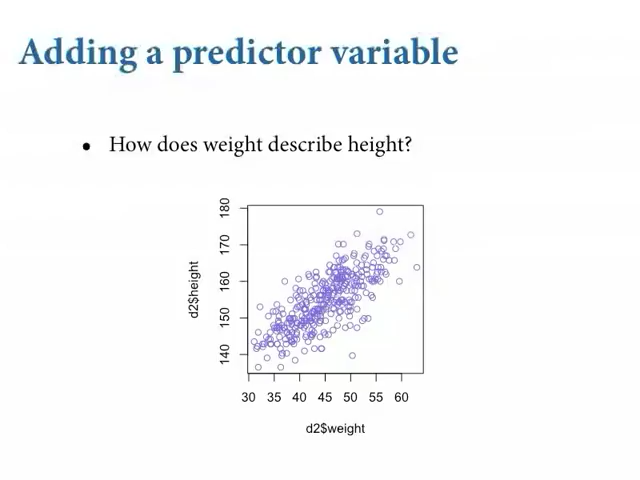 Adding a predictor variable
• How does weight describe height?
180
170
160
150
140
d2$height
30 35 40 45 50 55 60
d2$weight